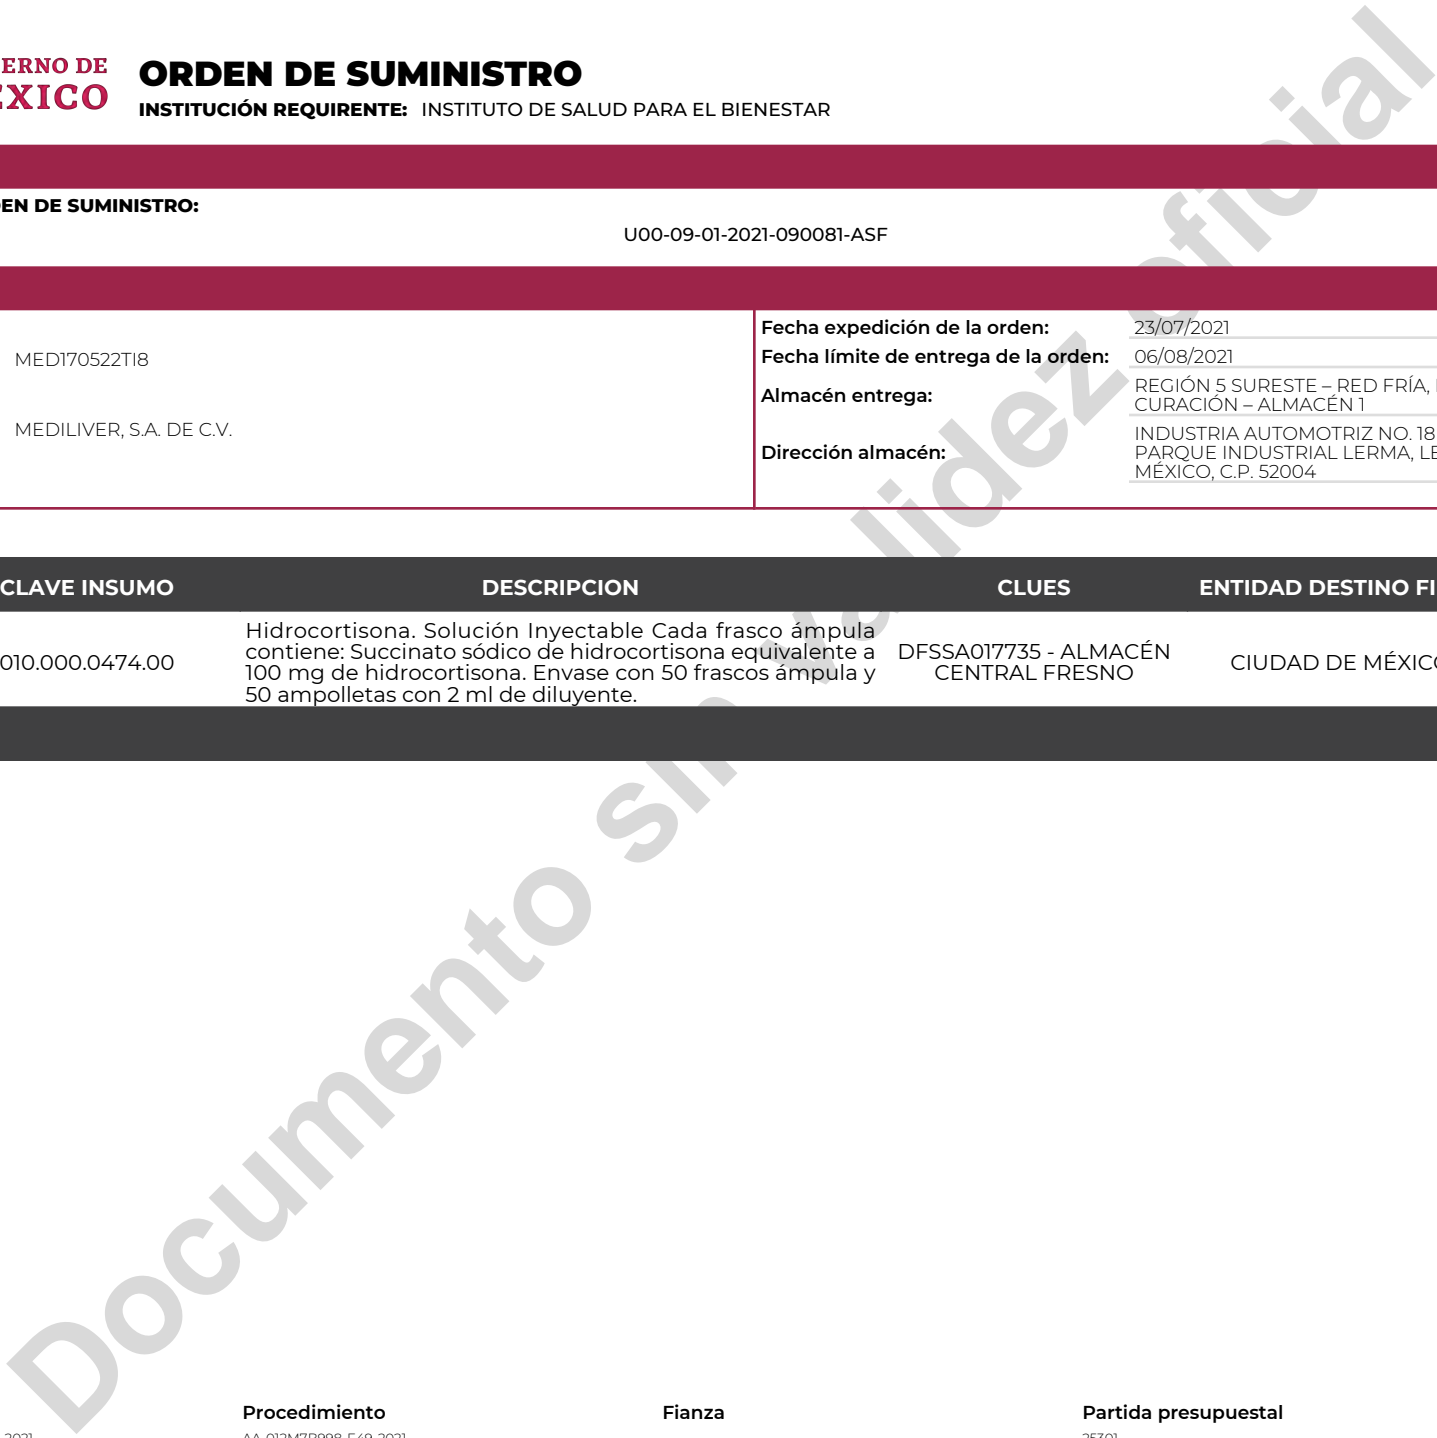 ERNO DE
ORDEN DE SUMINISTRO
INSTITUCIÓN REQUIRENTE: INSTITUTO DE SALUD PARA EL BIENESTAR
EN DE SUMINISTRO:
U00-09-01-2021-090081-ASF
MED170522TI8
MEDILIVER, S.A. DE C.V.
Fecha expedición de la orden: 23/07/2021
Fecha límite de entrega de la orden: 06/08/2021
Almacén entrega: REGIÓN 5 SURESTE – RED FRÍA,
CURACIÓN – ALMACÉN 1
Dirección almacén: INDUSTRIA AUTOMOTRIZ NO. 18
PARQUE INDUSTRIAL LERMA, LE
MÉXICO, C.P. 52004
CLAVE INSUMO DESCRIPCION CLUES ENTIDAD DESTINO FI
010.000.0474.00
Hidrocortisona. Solución Inyectable Cada frasco ámpula
contiene: Succinato sódico de hidrocortisona equivalente a
100 mg de hidrocortisona. Envase con 50 frascos ámpula y
50 ampolletas con 2 ml de diluyente.
DFSSA017735 - ALMACÉN
CENTRAL FRESNO
CIUDAD DE MÉXICO
Documento sin validez oficial
Procedimiento Fianza Partida presupuestal